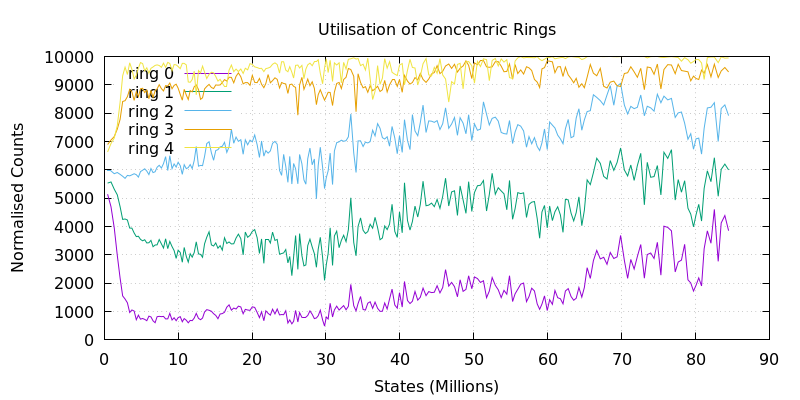 Utilisation of Concentric Rings
Normalised Counts
10000
9000
8000
7000
6000
5000
4000
3000
2000
1000
0
ring 0
ring 1
ring 2
ring 3
ring 4
0 10 20 30 40 50 60 70 80 90
States (Millions)